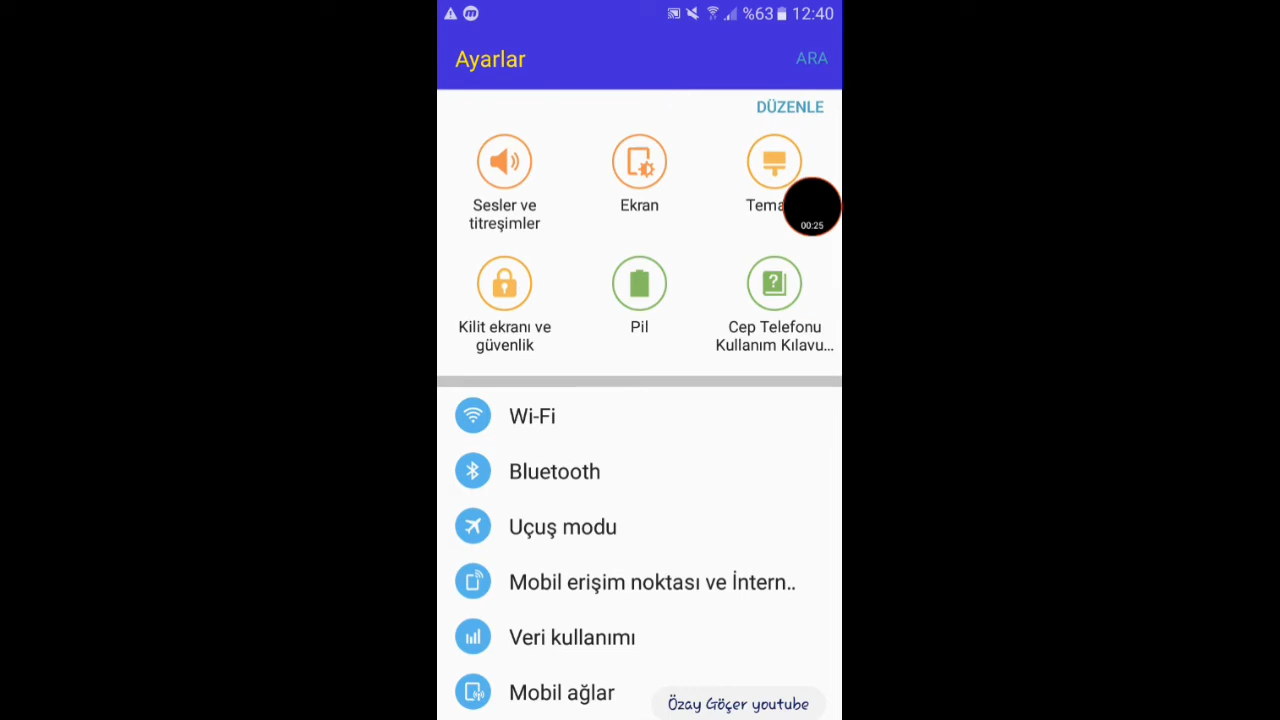 %63 12:40
Ayarlar
ARA
DÜZENLE
Sesler ve
titreşimler
Ekran
Tema
00:25
Kilit ekranı ve
güvenlik
Pil
Cep Telefonu
Kullanım Kılavu...
Wi-Fi
Bluetooth
Uçuş modu
Mobil erişim noktası ve İntern..
Veri kullanımı
Mobil ağlar
Özay Göçer youtube